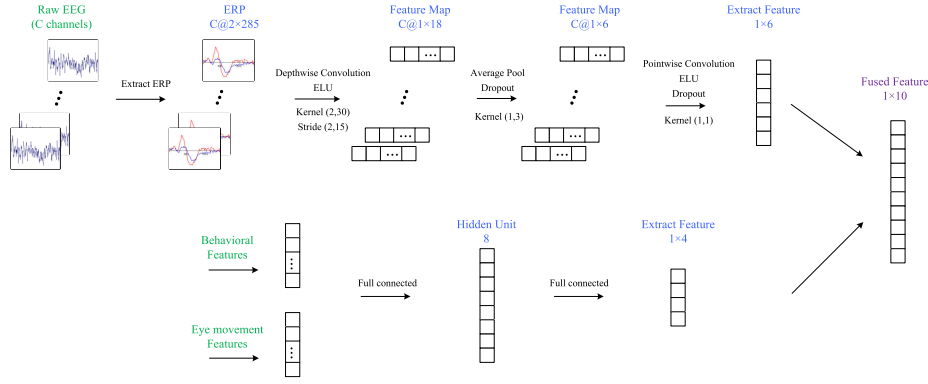 Raw EEG
(C channels)
Extract ERP
ERP
C@2×285
Depthwise Convolution
ELU
Kernel (2,30)
Stride (2,15)
Feature Map
C@1×18
Average Pool
Dropout
Kernel (1,3)
Feature Map
C@1×6
Pointwise Convolution
ELU
Dropout
Kernel (1,1)
Extract Feature
1×6
Fused Feature
1×10
Behavioral
Features
Eye movement
Features
Full connected
Hidden Unit
8
Full connected
Extract Feature
1×4